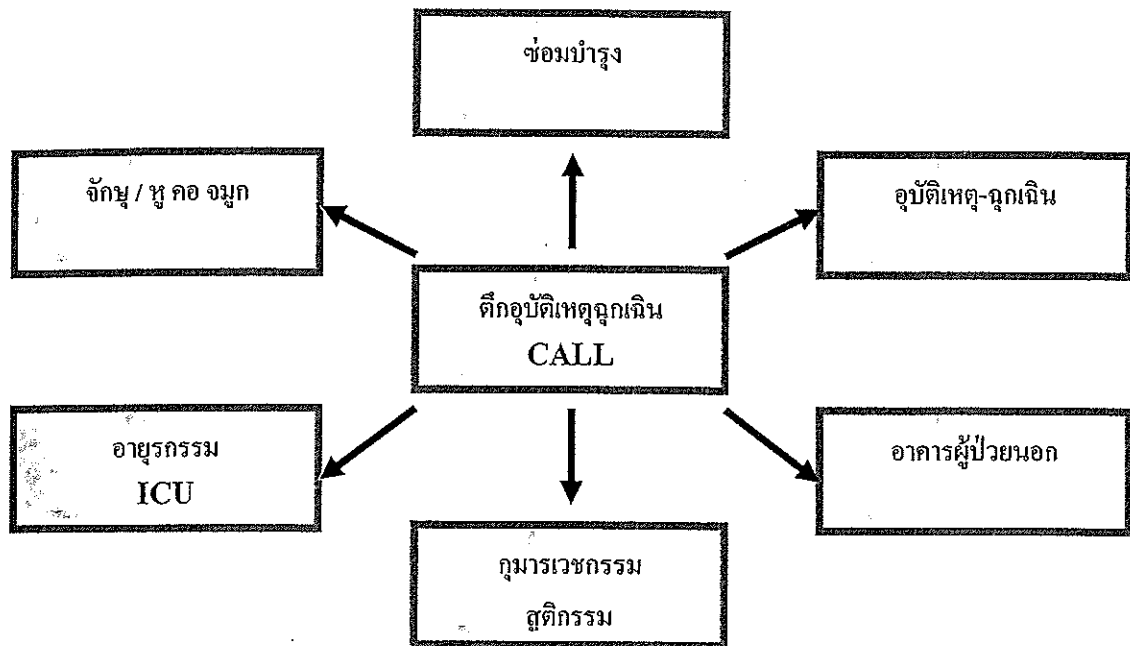 ซ่อมบำรุง
จักษุ / หู คอ จมูก
อุบัติเหตุ-ฉุกเฉิน
ตึกอุบัติเหตุฉุกเฉิน
CALL
อายุรกรรม
ICU
อาคารผู้ป่วยนอก
กุมารเวชกรรม
สูติกรรม